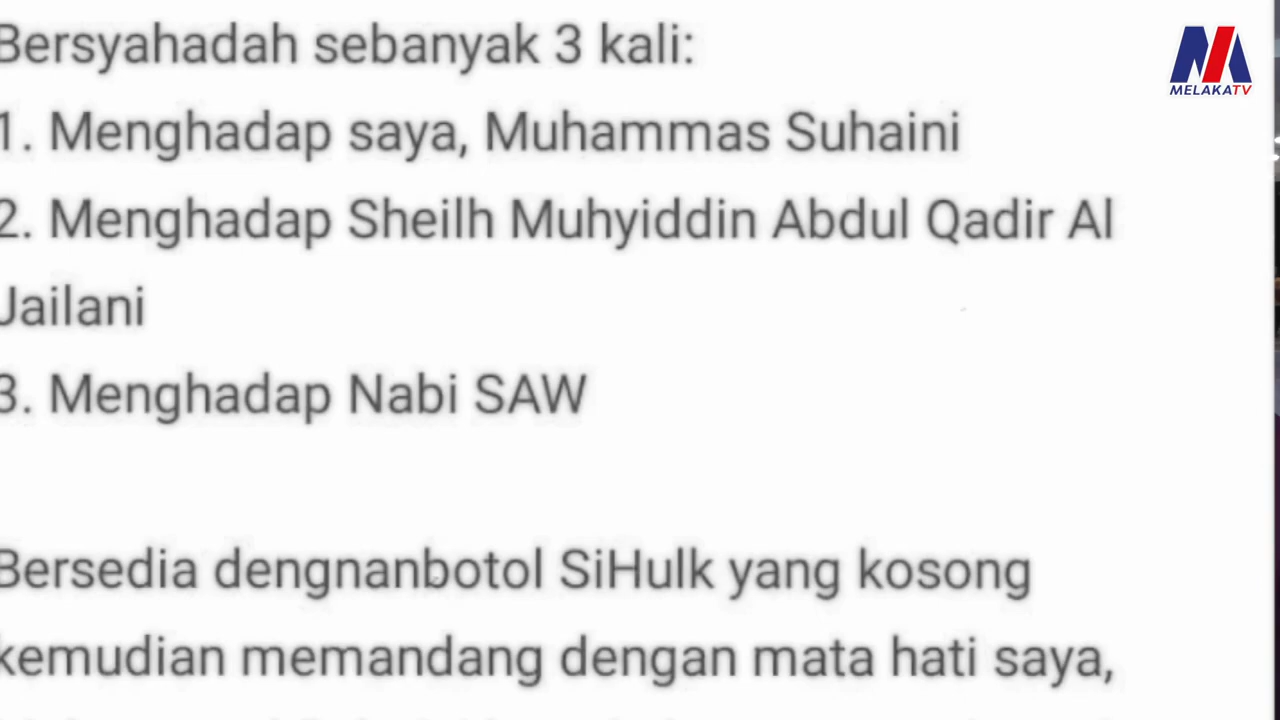 Bersyahadah sebanyak 3 kali:
1. Menghadap saya, Muhammas Suhaini
2. Menghadap Sheilh Muhyiddin Abdul Qadir Al
Jailani
3. Menghadap Nabi SAW
Bersedia dengnanbotol SiHulk yang kosong
kemudian memandang dengan mata hati saya,
MELAKATV